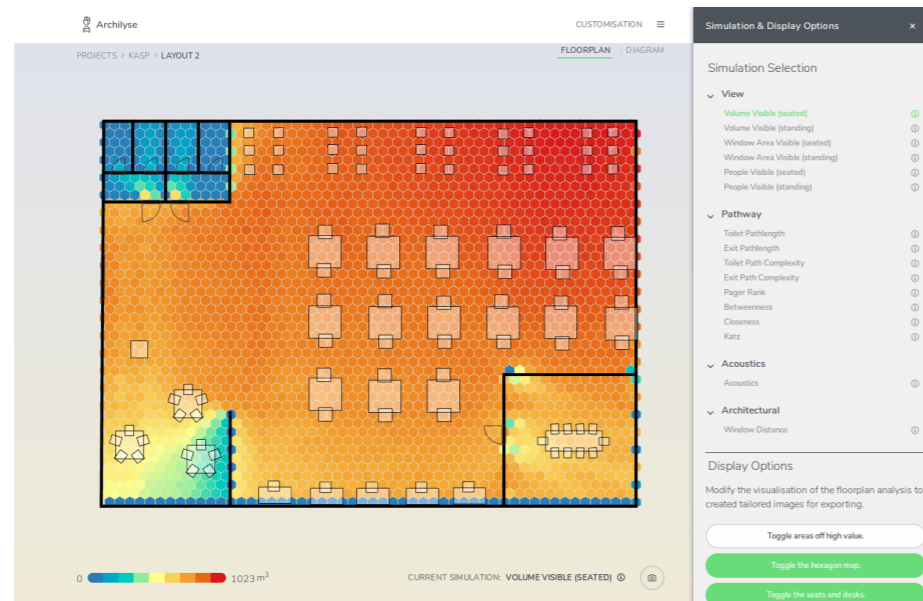 Archilyse
CUSTOMISATION
PROJECTS > KASP > LAYOUT 2
FLOORPLAN | DIAGRAM
0
1023 m³
CURRENT SIMULATION: VOLUME VISIBLE (SEATED)
Simulation & Display Options
Simulation Selection
View
Volume Visible (seated)
Volume Visible (standing)
Window Area Visible (seated)
Window Area Visible (standing)
People Visible (seated)
People Visible (standing)
Pathway
Toilet Pathlength
Exit Pathlength
Toilet Path Complexity
Exit Path Complexity
Pager Rank
Betweenness
Closeness
Katz
Acoustics
Acoustics
Architectural
Window Distance
Display Options
Modify the visualisation of the floorplan analysis to
created tailored images for exporting.
Toggle areas off high value.
Toggle the hexagon map.
Toggle the seats and desks.